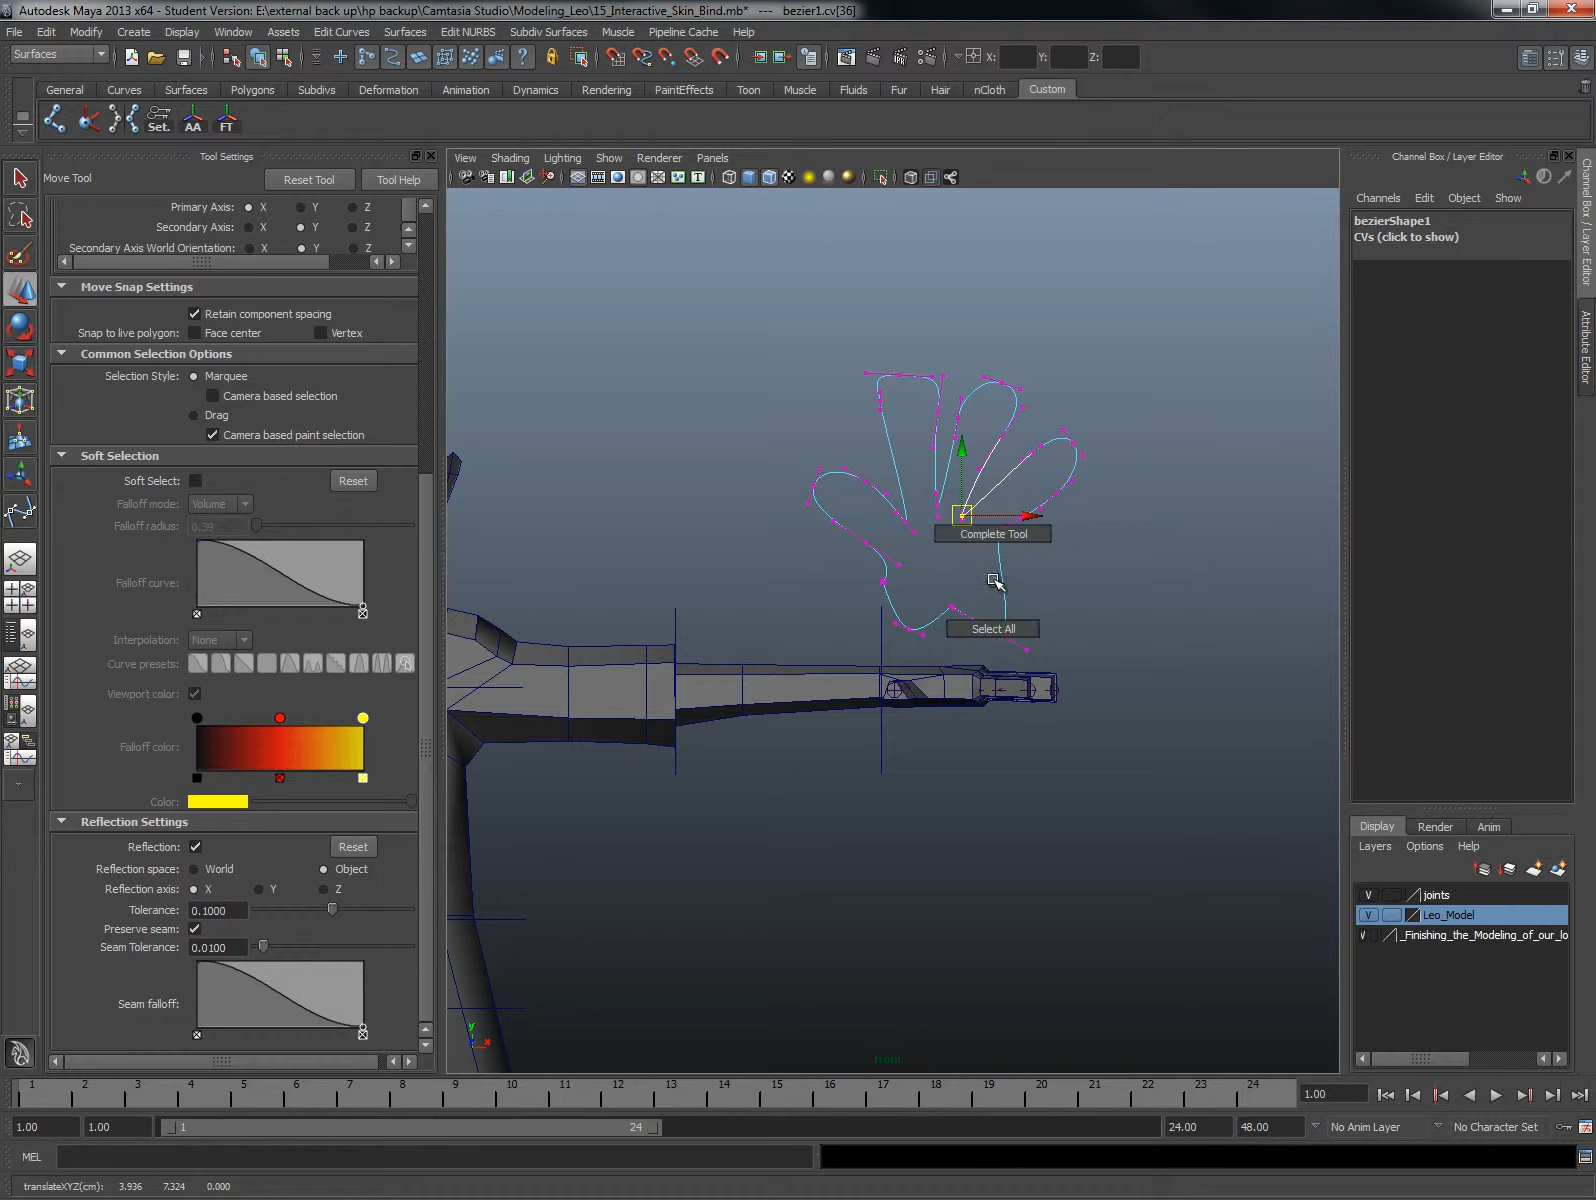 Autodesk Maya 2013 x64 - Student Version: E:\external back up\hp backup\Camtasia Studio\Modeling_Leo\15_Interactive_Skin_Bind.mb* --- bezier1.cv[36]
File Edit Modify Create Display Window Assets Edit Curves Surfaces Edit NURBS Subdiv Surfaces Muscle Pipeline Cache Help
Surfaces X: Y: Z:
General Curves Surfaces Polygons Subdivs Deformation Animation Dynamics Rendering PaintEffects Toon Muscle Fluids Fur Hair nCloth Custom
Set. AA FT
Tool Settings
Move Tool Reset Tool Tool Help
Primary Axis: X Y Z
Secondary Axis: X Y Z
Secondary Axis World Orientation: X Y Z
Move Snap Settings
Retain component spacing
Snap to live polygon: Face center Vertex
Common Selection Options
Selection Style: Marquee
Camera based selection
Drag
Camera based paint selection
Soft Selection
Soft Select: Reset
Falloff mode: Volume
Falloff radius: 0.39
Falloff curve:
Interpolation: None
Curve presets:
Viewport color:
Falloff color:
Color:
Reflection Settings
Reflection: Reset
Reflection space: World Object
Reflection axis: X Y Z
Tolerance: 0.1000
Preserve seam:
Seam Tolerance: 0.0100
Seam falloff:
View Shading Lighting Show Renderer Panels
Complete Tool
Select All
y
x
front
Channel Box / Layer Editor
Channels Edit Object Show
bezierShape1
CVs (click to show)
Channel Box / Layer Editor
Attribute Editor
Display Render Anim
Layers Options Help
V joints
V Leo_Model
V _Finishing_the_Modeling_of_our_lo
1 2 3 4 5 6 7 8 9 10 11 12 13 14 15 16 17 18 19 20 21 22 23 24 1.00
1.00 1.00 1 24 24.00 48.00 No Anim Layer No Character Set
MEL
translateXYZ(cm): 3.936 7.324 0.000